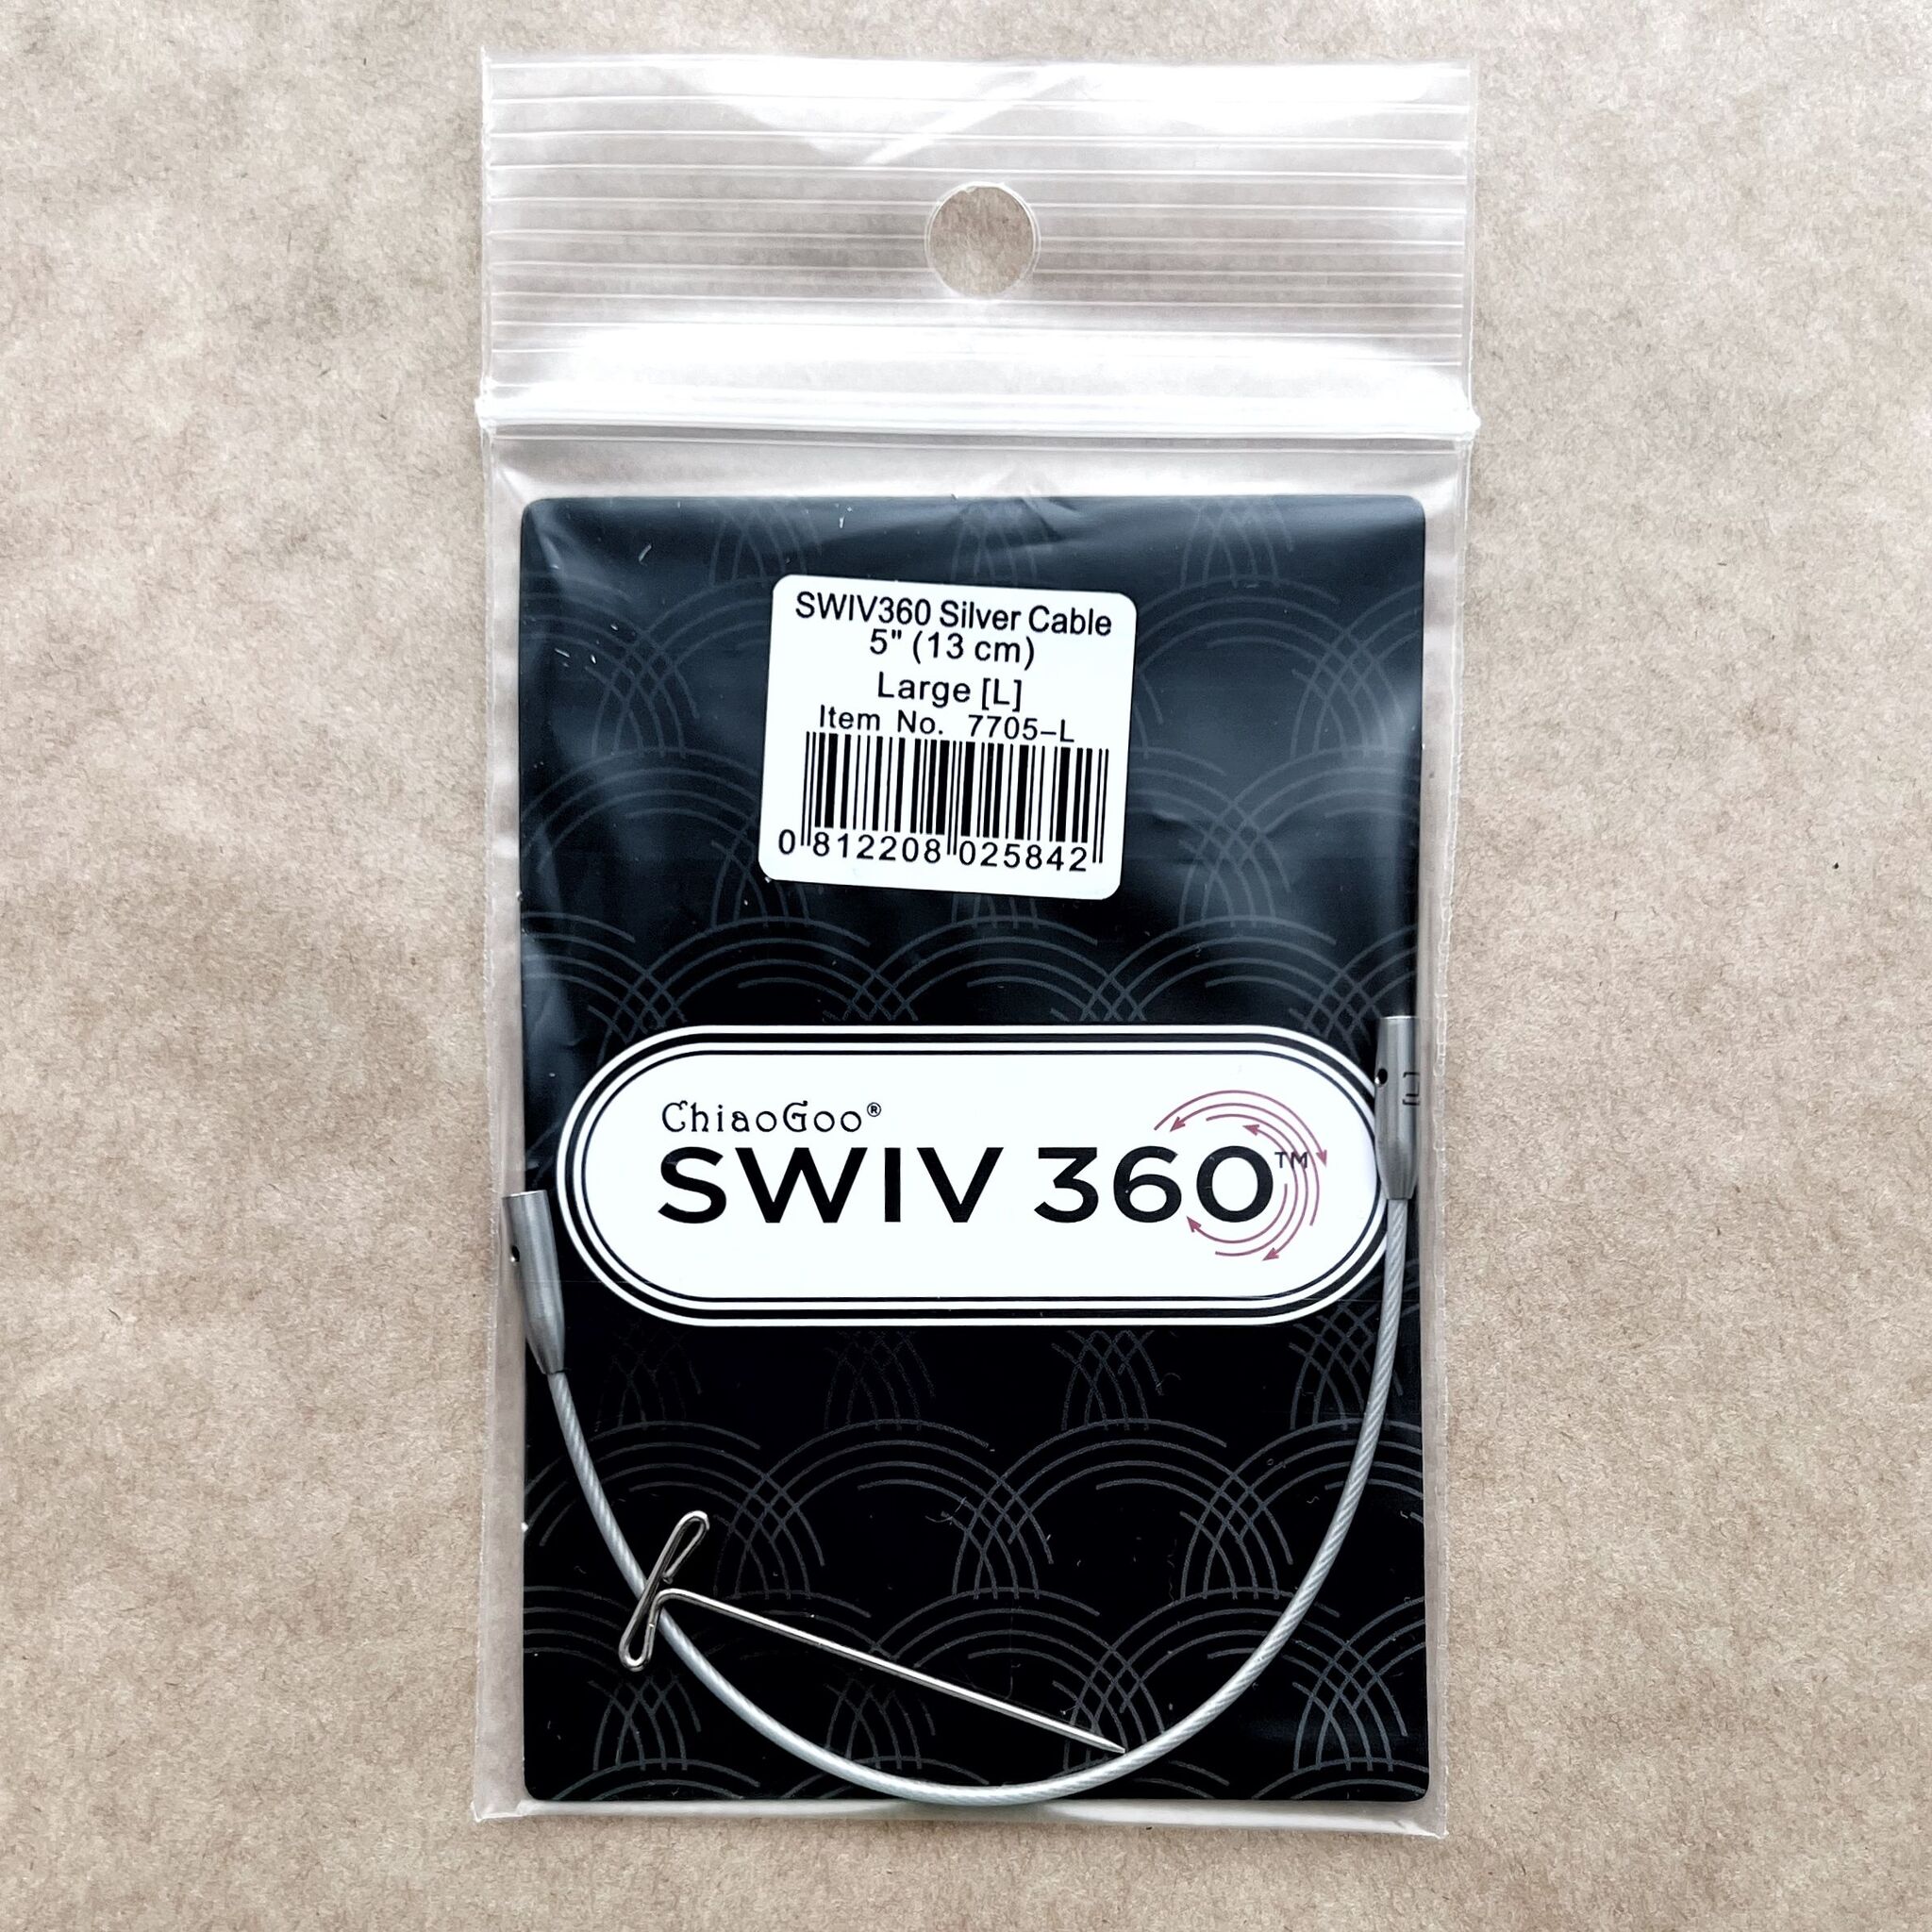 SWIV360 Silver Cable
5" (13 cm)
Large [L]
Item No. 7705-L
0 812208 025842
ChiaoGoo®
SWIV 360™